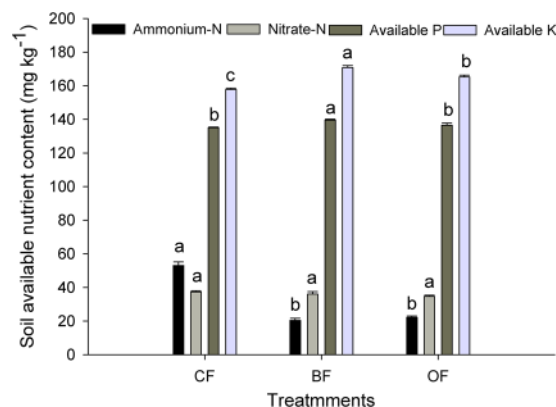 Ammonium-N Nitrate-N Available P Available K
Soil available nutrient content (mg kg⁻¹)
200
180
160
140
120
100
80
60
40
20
0
a a b c
b a a a
b a b b
CF BF OF
Treatmments